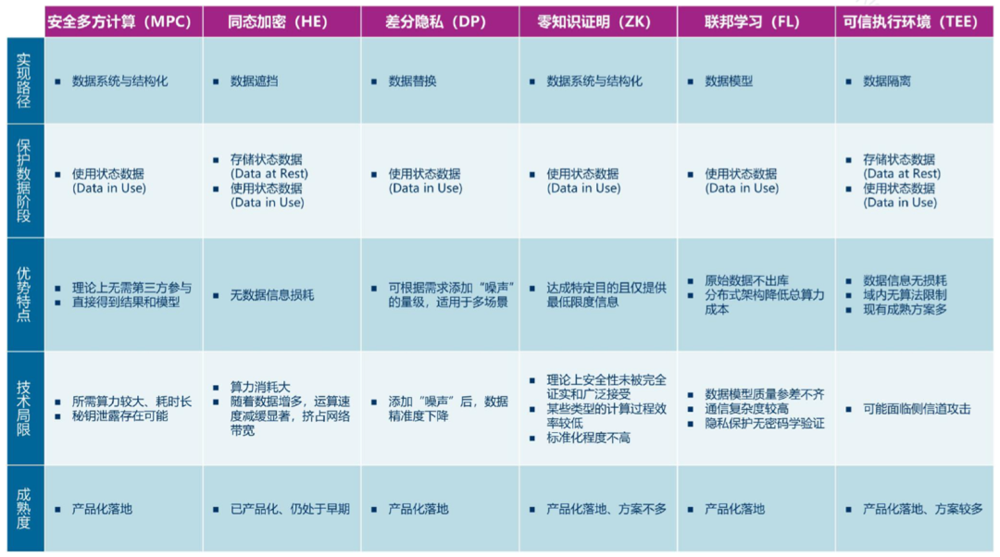 安全多方计算（MPC）
同态加密（HE）
差分隐私（DP）
零知识证明（ZK）
联邦学习（FL）
可信执行环境（TEE）
实现路径
■ 数据系统与结构化
■ 数据遮挡
■ 数据替换
■ 数据系统与结构化
■ 数据模型
■ 数据隔离
保护数据阶段
■ 使用状态数据
(Data in Use)
■ 存储状态数据
(Data at Rest)
■ 使用状态数据
(Data in Use)
■ 使用状态数据
(Data in Use)
■ 使用状态数据
(Data in Use)
■ 使用状态数据
(Data in Use)
■ 存储状态数据
(Data at Rest)
■ 使用状态数据
(Data in Use)
优势特点
■ 理论上无需第三方参与
■ 直接得到结果和模型
■ 无数据信息损耗
■ 可根据需求添加“噪声”
的量级，适用于多场景
■ 达成特定目的且仅提供
最低限度信息
■ 原始数据不出库
■ 分布式架构降低总算力
成本
■ 数据信息无损耗
■ 域内无算法限制
■ 现有成熟方案多
技术局限
■ 所需算力较大、耗时长
■ 秘钥泄露存在可能
■ 算力消耗大
■ 随着数据增多，运算速
度减缓显著，挤占网络
带宽
■ 添加“噪声”后，数据
精准度下降
■ 理论上安全性未被完全
证实和广泛接受
■ 某些类型的计算过程效
率较低
■ 标准化程度不高
■ 数据模型质量参差不齐
■ 通信复杂度较高
■ 隐私保护无密码学验证
■ 可能面临侧信道攻击
成熟度
■ 产品化落地
■ 已产品化、仍处于早期
■ 产品化落地
■ 产品化落地、方案不多
■ 产品化落地
■ 产品化落地、方案较多